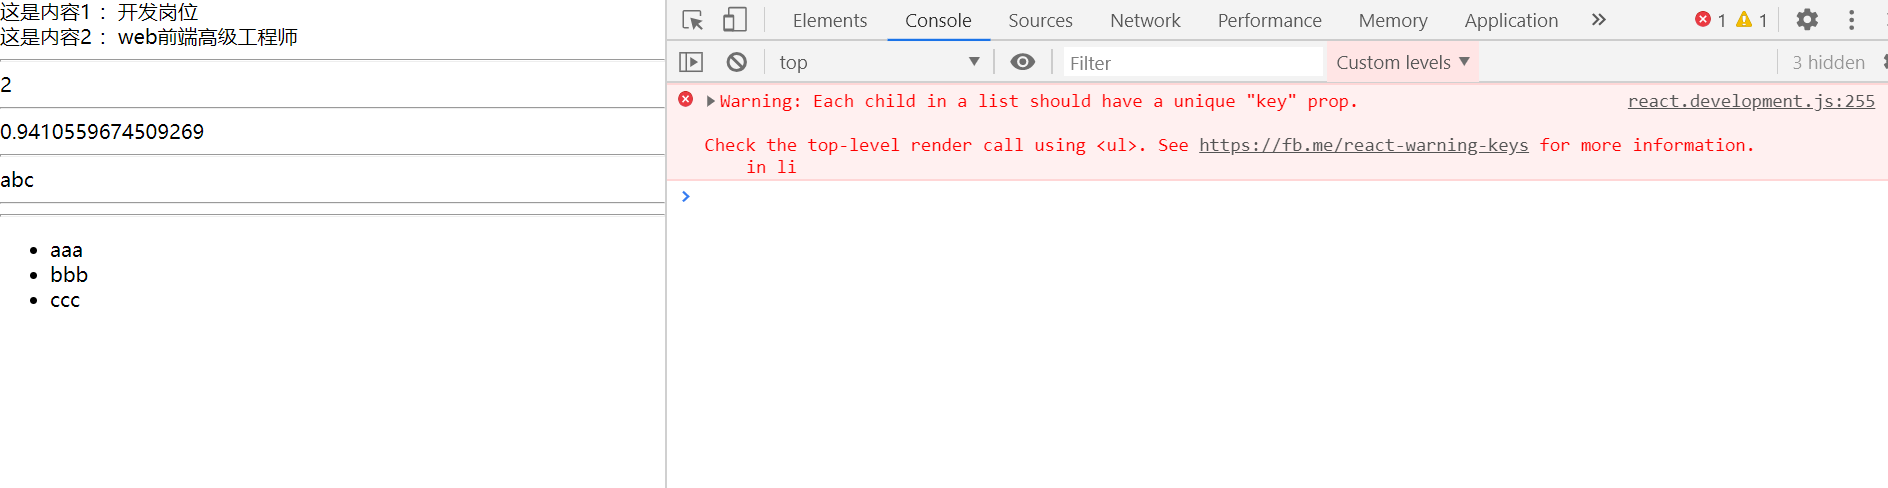 这是内容1 ：开发岗位
这是内容2 ：web前端高级工程师
2
0.9410559674509269
abc
aaa
bbb
ccc
Elements Console Sources Network Performance Memory Application » 1 1
top Filter Custom levels 3 hidden
Warning: Each child in a list should have a unique "key" prop. react.development.js:255
Check the top-level render call using <ul>. See https://fb.me/react-warning-keys for more information.
in li